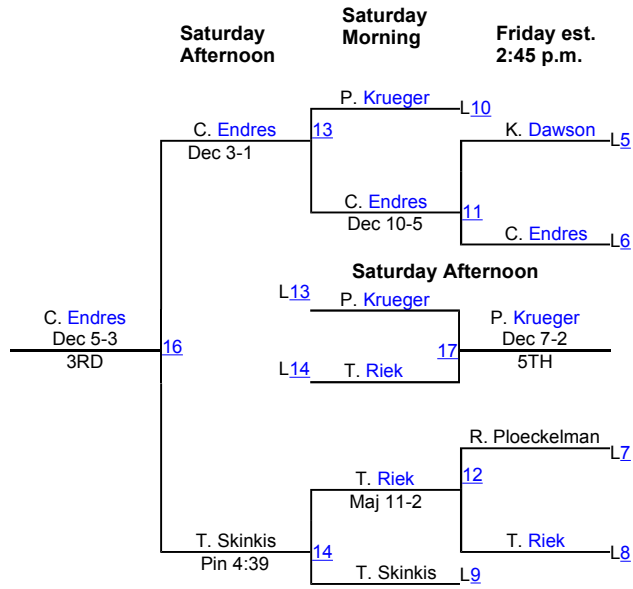 Saturday Afternoon
Saturday Morning
Friday est. 2:45 p.m.
P. Krueger
L10
C. Endres
13
K. Dawson
L5
Dec 3-1
C. Endres
11
Dec 10-5
C. Endres
L6
Saturday Afternoon
L13
P. Krueger
C. Endres
P. Krueger
Dec 5-3
16
17
Dec 7-2
3RD
5TH
L14
T. Riek
R. Ploeckelman
L7
T. Riek
12
Maj 11-2
T. Skinkis
14
T. Riek
L8
Pin 4:39
T. Skinkis
L9